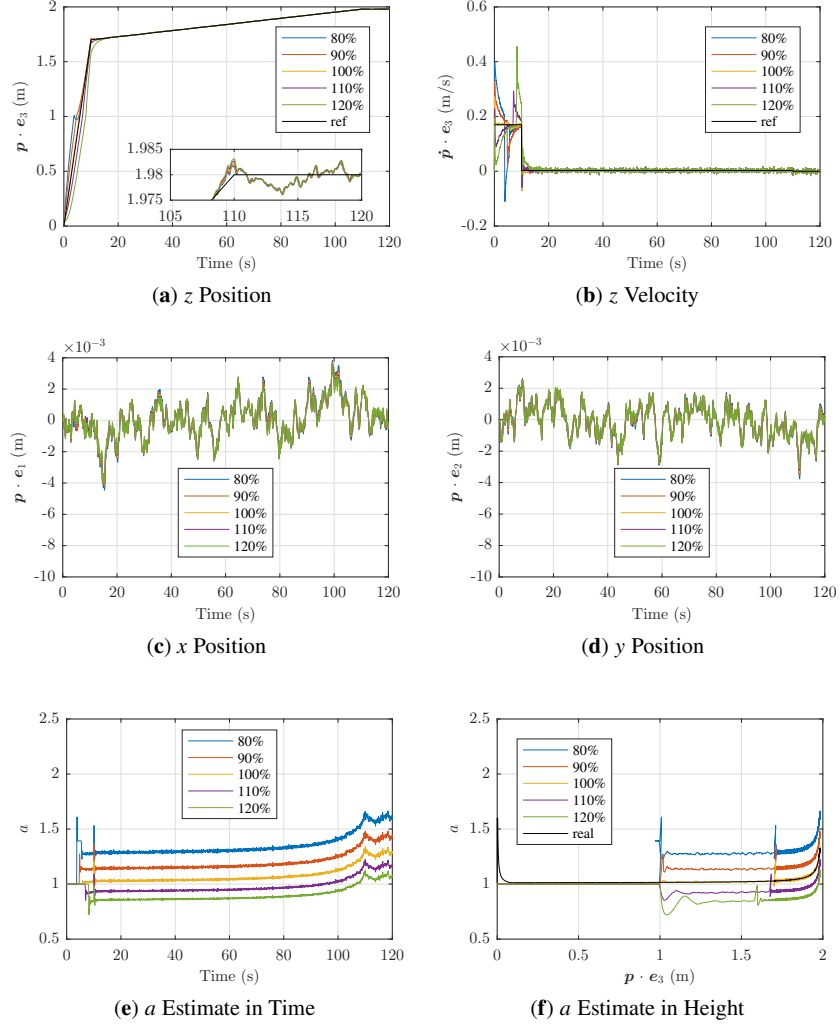 2
1.5
1
0.5
0
p · e3 (m)
80%
90%
100%
110%
120%
ref
1.985
1.98
1.975
105 110 115 120
0 20 40 60 80 100 120
Time (s)
(a) z Position
0.6
0.4
0.2
0
-0.2
ṗ · e3 (m/s)
80%
90%
100%
110%
120%
ref
0 20 40 60 80 100 120
Time (s)
(b) z Velocity
×10⁻³
4
2
0
-2
-4
-6
-8
-10
p · e1 (m)
80%
90%
100%
110%
120%
0 20 40 60 80 100 120
Time (s)
(c) x Position
×10⁻³
4
2
0
-2
-4
-6
-8
-10
p · e2 (m)
80%
90%
100%
110%
120%
0 20 40 60 80 100 120
Time (s)
(d) y Position
2.5
2
1.5
1
0.5
a
80%
90%
100%
110%
120%
0 20 40 60 80 100 120
Time (s)
(e) a Estimate in Time
2.5
2
1.5
1
0.5
a
80%
90%
100%
110%
120%
real
0 0.5 1 1.5 2
p · e3 (m)
(f) a Estimate in Height